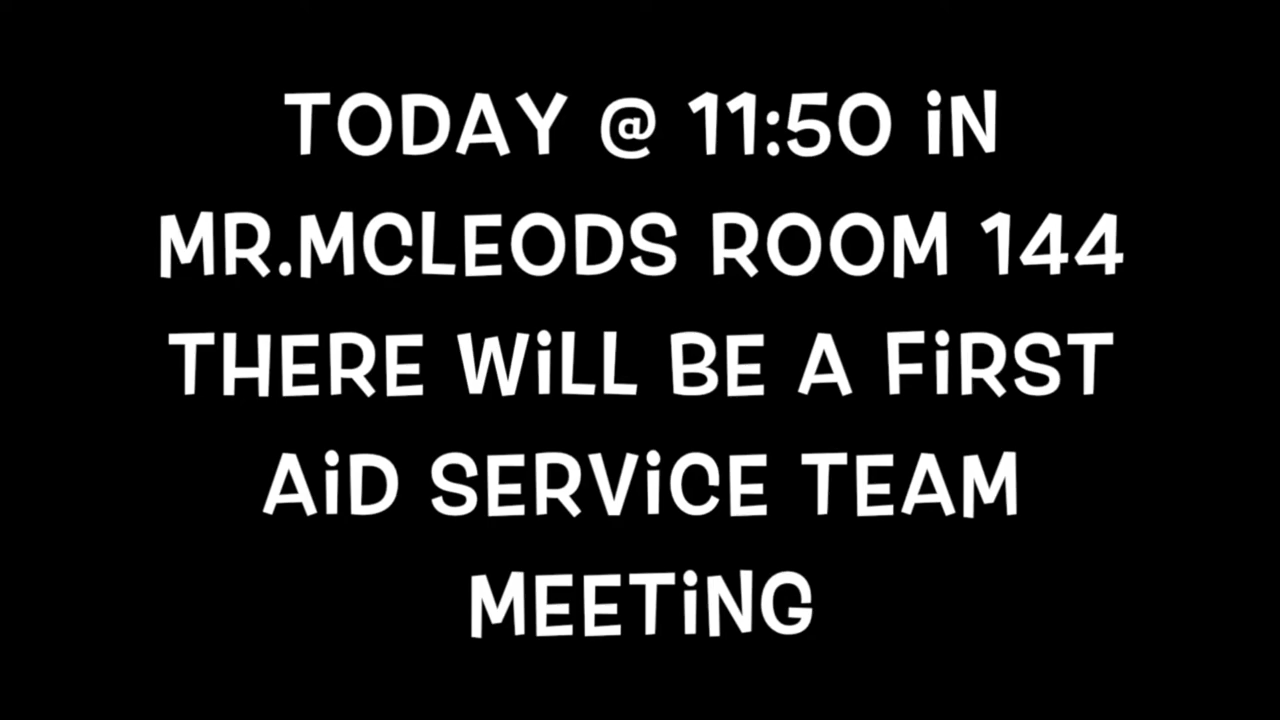 TODAY @ 11:50 iN
MR.MCLEODS ROOM 144
THERE WiLL BE A FiRST
AiD SERViCE TEAM
MEETiNG